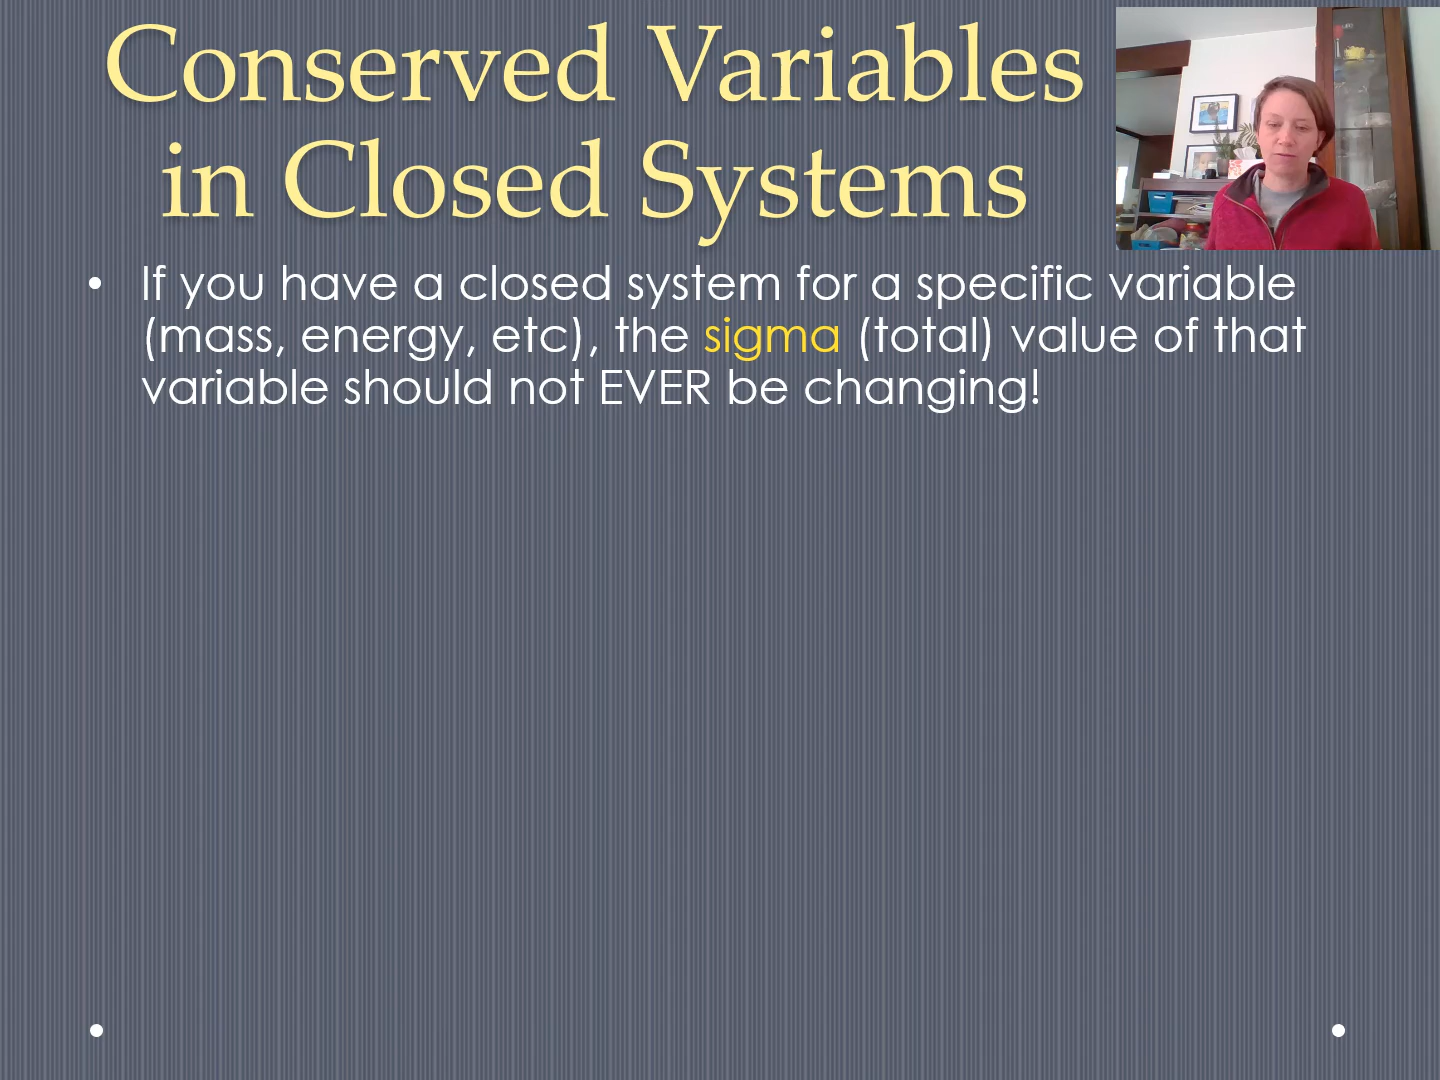 Conserved Variables
in Closed Systems
• If you have a closed system for a specific variable
(mass, energy, etc), the sigma (total) value of that
variable should not EVER be changing!